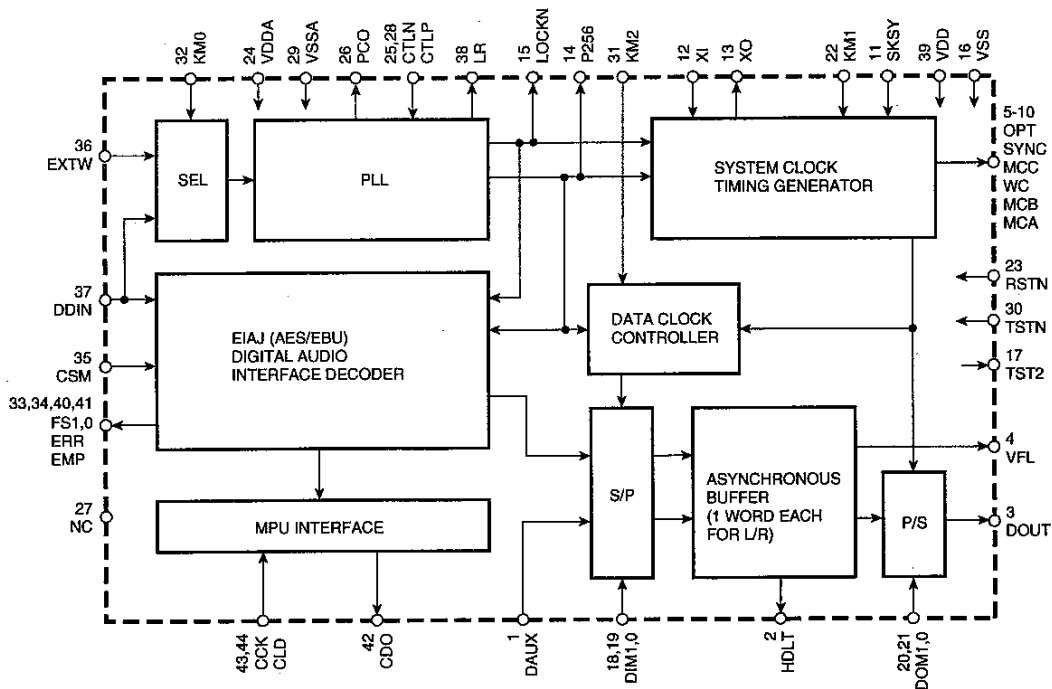 32
KM0
24
VDDA
29
VSSA
26
PCO
25,28
CTLN
CTLP
38
LR
15
LOCKN
14
P256
31
KM2
12
XI
13
XO
22
KM1
11
SKSY
39
VDD
16
VSS
36
EXTW
SEL
PLL
SYSTEM CLOCK
TIMING GENERATOR
5-10
OPT
SYNC
MCC
WC
MCB
MCA
37
DDIN
EIAJ (AES/EBU)
DIGITAL AUDIO
INTERFACE DECODER
DATA CLOCK
CONTROLLER
23
RSTN
30
TSTN
17
TST2
35
CSM
33,34,40,41
FS1,0
ERR
EMP
S/P
ASYNCHRONOUS
BUFFER
(1 WORD EACH
FOR L/R)
P/S
4
VFL
3
DOUT
27
NC
MPU INTERFACE
43,44
CCK
CLD
42
CDO
1
DAUX
18,19
DIM1,0
2
HDLT
20,21
DOM1,0